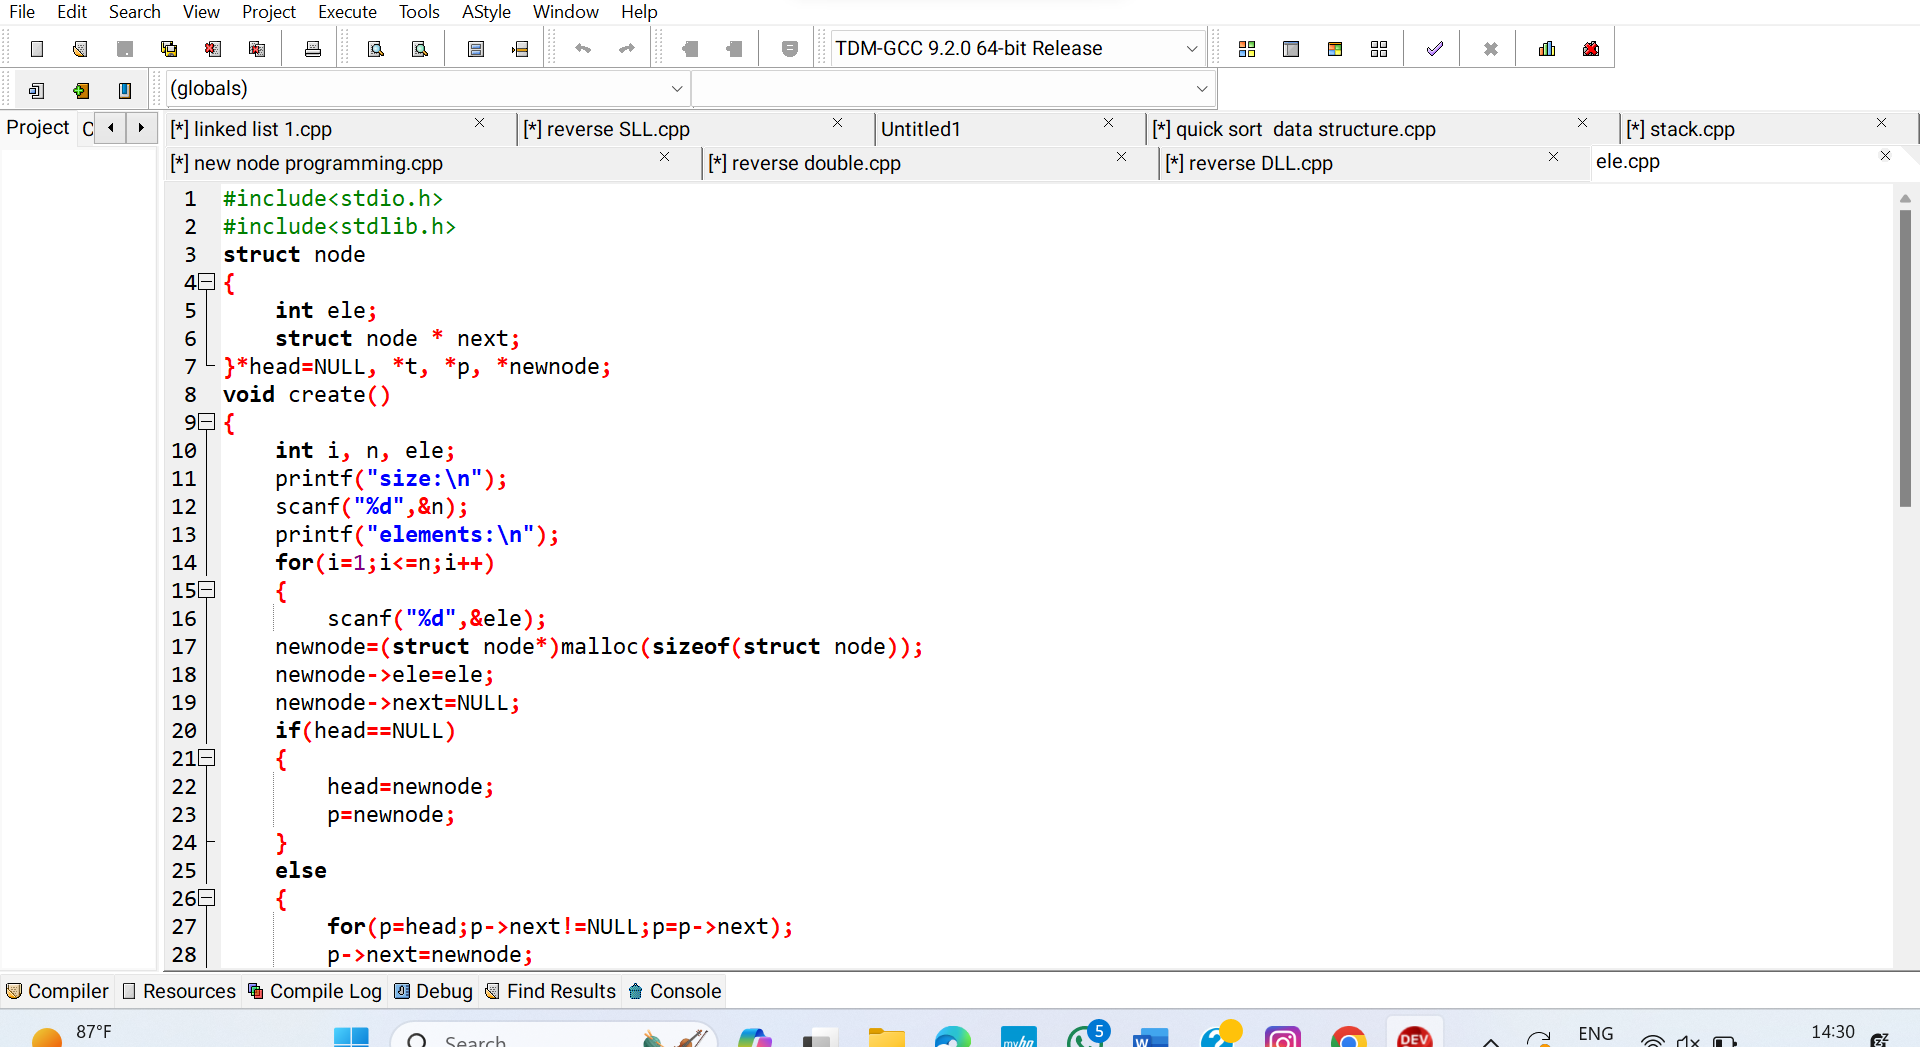 File Edit Search View Project Execute Tools AStyle Window Help
TDM-GCC 9.2.0 64-bit Release
(globals)
Project
[*] linked list 1.cpp [*] reverse SLL.cpp Untitled1 [*] quick sort  data structure.cpp [*] stack.cpp
[*] new node programming.cpp [*] reverse double.cpp [*] reverse DLL.cpp ele.cpp
1 #include<stdio.h>
2 #include<stdlib.h>
3 struct node
4 {
5     int ele;
6     struct node * next;
7 }*head=NULL, *t, *p, *newnode;
8 void create()
9 {
10     int i, n, ele;
11     printf("size:\n");
12     scanf("%d",&n);
13     printf("elements:\n");
14     for(i=1;i<=n;i++)
15     {
16         scanf("%d",&ele);
17     newnode=(struct node*)malloc(sizeof(struct node));
18     newnode->ele=ele;
19     newnode->next=NULL;
20     if(head==NULL)
21     {
22         head=newnode;
23         p=newnode;
24     }
25     else
26     {
27         for(p=head;p->next!=NULL;p=p->next);
28         p->next=newnode;
Compiler Resources Compile Log Debug Find Results Console
87°F Search myhp 5 W DEV ENG 14:30